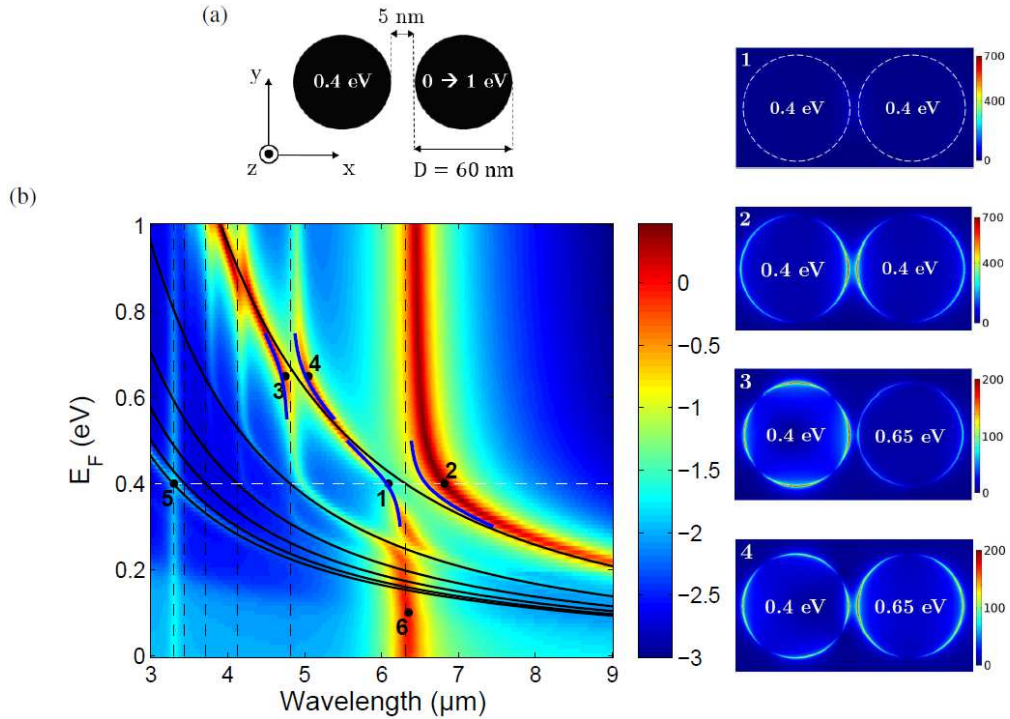 (a)
5 nm
0.4 eV
0 → 1 eV
y
z
x
D = 60 nm
(b)
E_F (eV)
1
0.8
0.6
0.4
0.2
0
3
4
5
6
7
8
9
Wavelength (μm)
3
4
2
1
5
6
0
−0.5
−1
−1.5
−2
−2.5
−3
1
0.4 eV
0.4 eV
700
400
0
2
0.4 eV
0.4 eV
700
400
0
3
0.4 eV
0.65 eV
200
100
0
4
0.4 eV
0.65 eV
200
100
0